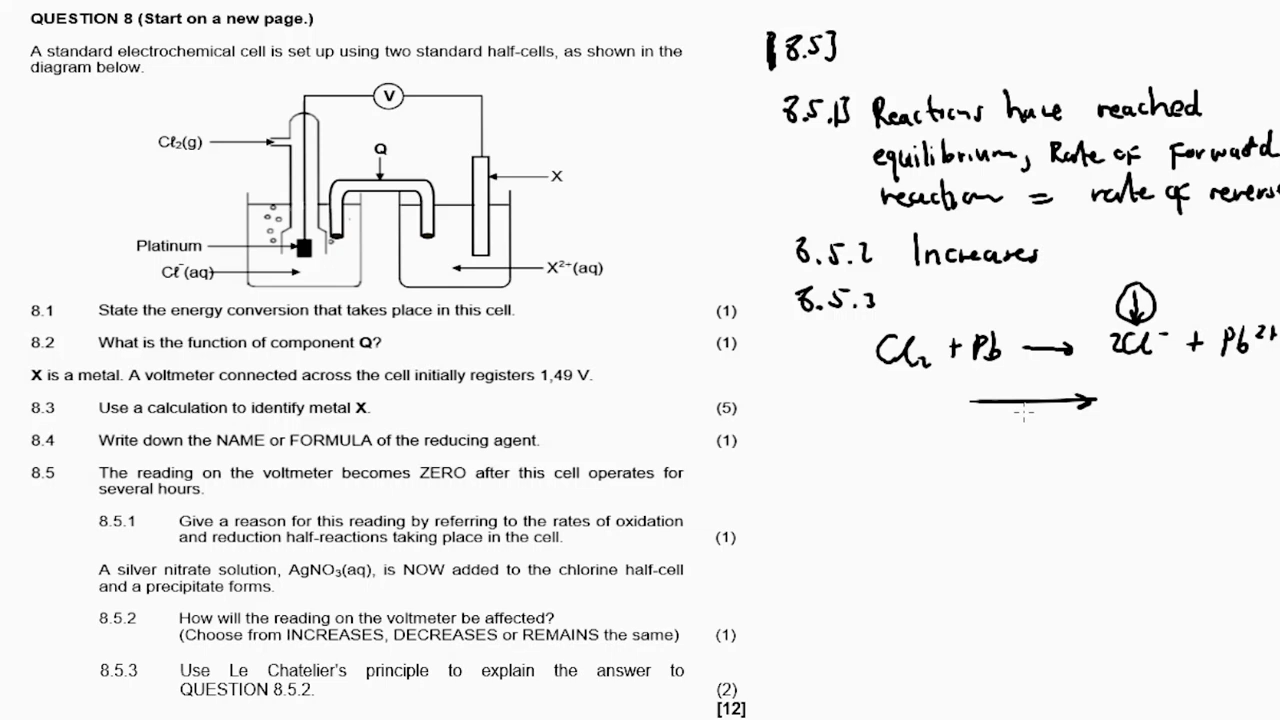 QUESTION 8 (Start on a new page.)
A standard electrochemical cell is set up using two standard half-cells, as shown in the
diagram below.
V
Cℓ₂(g)
Q
X
Platinum
Cℓ⁻(aq)
X²⁺(aq)
8.1 State the energy conversion that takes place in this cell. (1)
8.2 What is the function of component Q? (1)
X is a metal. A voltmeter connected across the cell initially registers 1,49 V.
8.3 Use a calculation to identify metal X. (5)
8.4 Write down the NAME or FORMULA of the reducing agent. (1)
8.5 The reading on the voltmeter becomes ZERO after this cell operates for
several hours.
8.5.1 Give a reason for this reading by referring to the rates of oxidation
and reduction half-reactions taking place in the cell. (1)
A silver nitrate solution, AgNO₃(aq), is NOW added to the chlorine half-cell
and a precipitate forms.
8.5.2 How will the reading on the voltmeter be affected?
(Choose from INCREASES, DECREASES or REMAINS the same) (1)
8.5.3 Use Le Chatelier's principle to explain the answer to
QUESTION 8.5.2. (2)
[12]
[8.5]
8.5.1] Reactions have reached
equilibrium, Rate of forward
reaction = rate of revers
8.5.2 Increases
8.5.3
↓
Cl₂ + Pb → 2Cl⁻ + Pb²⁺
→